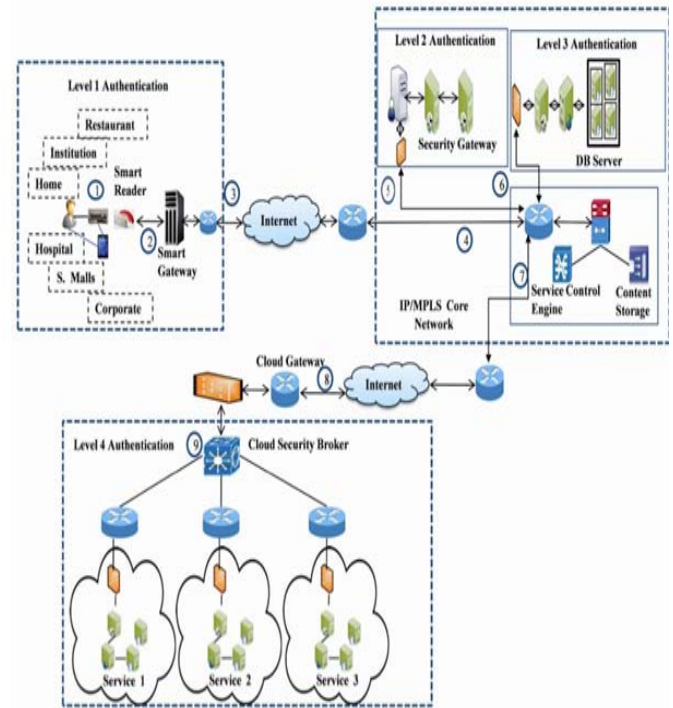 Level 1 Authentication
Restaurant
Institution
Home
1
Smart
Reader
2
Hospital
S. Malls
Corporate
Smart
Gateway
3
Internet
Level 2 Authentication
Security Gateway
5
Level 3 Authentication
DB Server
6
4
7
Service Control
Engine
Content
Storage
IP/MPLS Core
Network
Cloud Gateway
8
Internet
Level 4 Authentication
9
Cloud Security Broker
Service 1
Service 2
Service 3